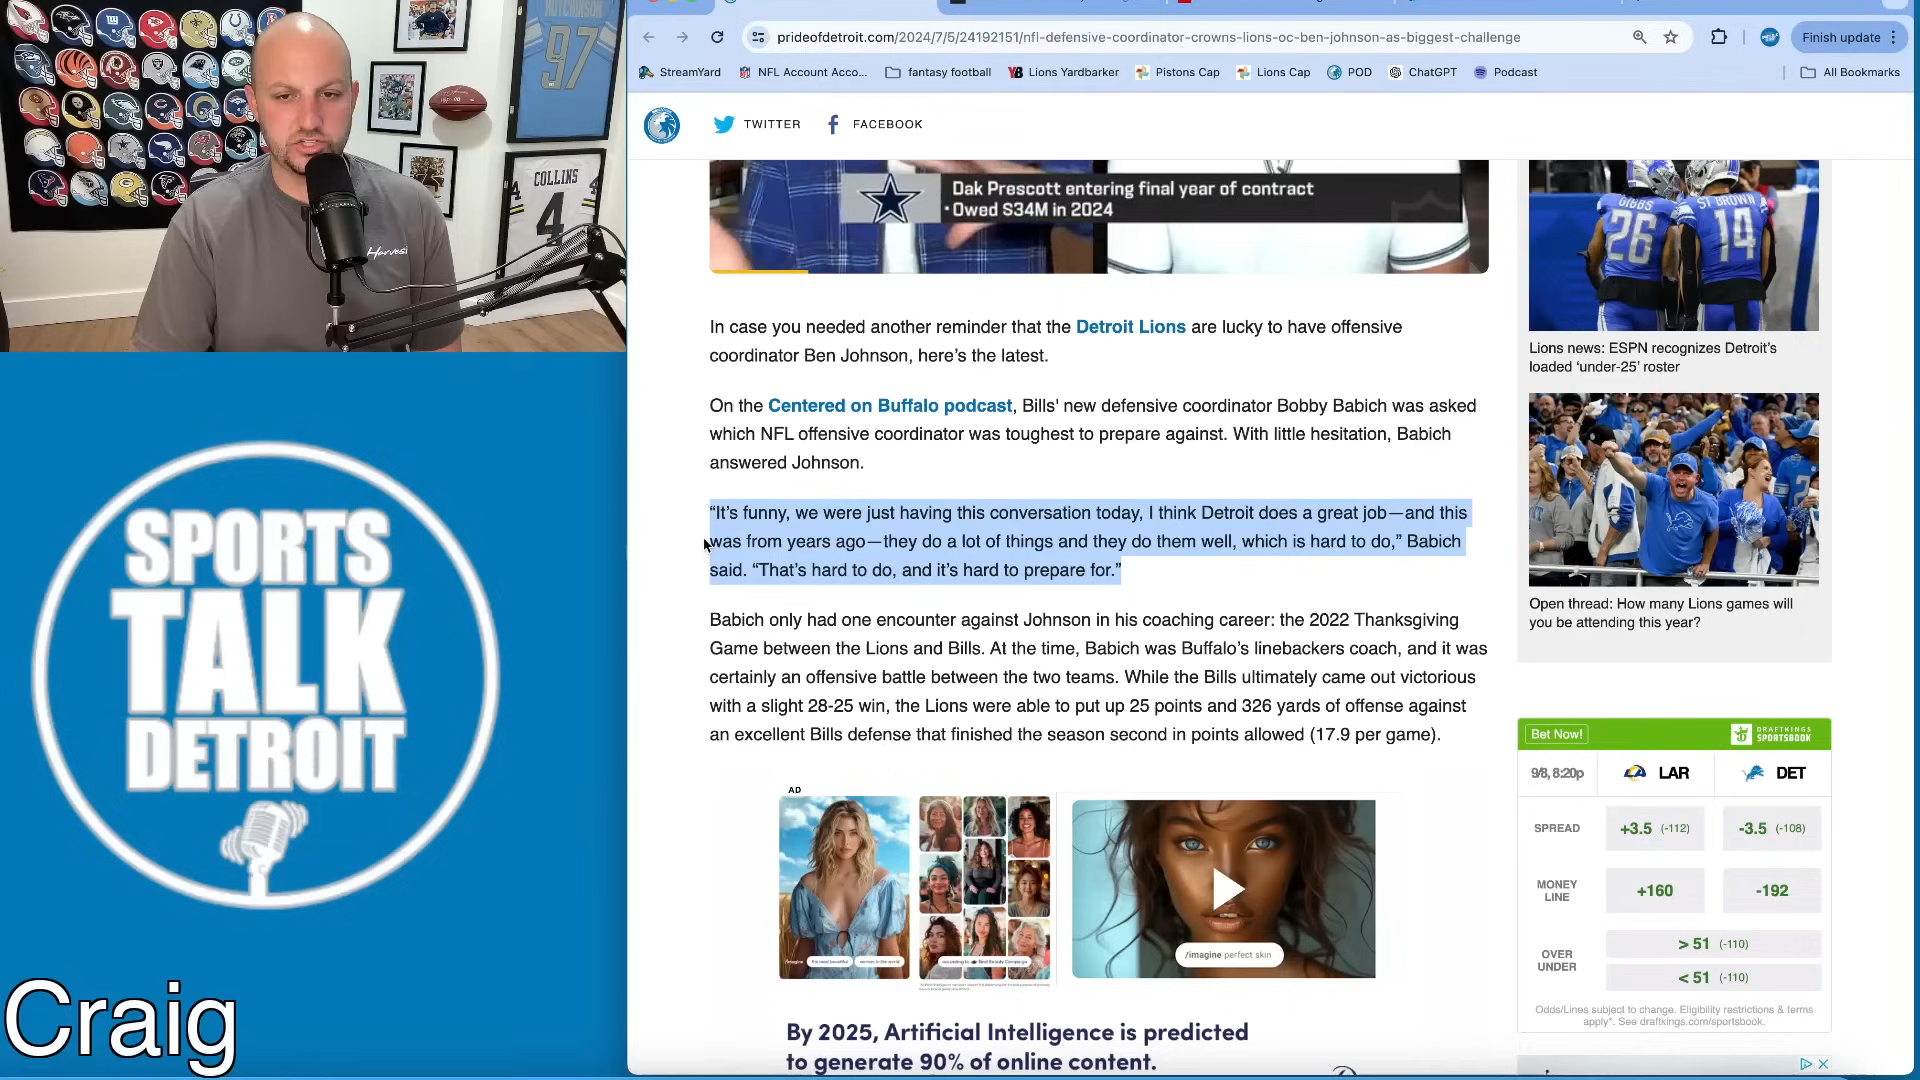 HUTCHINSON
97
COLLINS
4
Harvest
SPORTS
TALK
DETROIT
Craig
prideofdetroit.com/2024/7/5/24192151/nfl-defensive-coordinator-crowns-lions-oc-ben-johnson-as-biggest-challenge
Finish update
StreamYard
NFL Account Acco...
fantasy football
Lions Yardbarker
Pistons Cap
Lions Cap
POD
ChatGPT
Podcast
All Bookmarks
TWITTER
FACEBOOK
Dak Prescott entering final year of contract
• Owed $34M in 2024
In case you needed another reminder that the Detroit Lions are lucky to have offensive
coordinator Ben Johnson, here’s the latest.
On the Centered on Buffalo podcast, Bills' new defensive coordinator Bobby Babich was asked
which NFL offensive coordinator was toughest to prepare against. With little hesitation, Babich
answered Johnson.
“It’s funny, we were just having this conversation today, I think Detroit does a great job—and this
was from years ago—they do a lot of things and they do them well, which is hard to do,” Babich
said. “That’s hard to do, and it’s hard to prepare for.”
Babich only had one encounter against Johnson in his coaching career: the 2022 Thanksgiving
Game between the Lions and Bills. At the time, Babich was Buffalo’s linebackers coach, and it was
certainly an offensive battle between the two teams. While the Bills ultimately came out victorious
with a slight 28-25 win, the Lions were able to put up 25 points and 326 yards of offense against
an excellent Bills defense that finished the season second in points allowed (17.9 per game).
AD
/imagine
the most beautiful
women in the world
according to
Real Beauty Campaign
/imagine perfect skin
By 2025, Artificial Intelligence is predicted
to generate 90% of online content.
GIBBS
26
ST BROWN
14
Lions news: ESPN recognizes Detroit’s
loaded ‘under-25’ roster
Open thread: How many Lions games will
you be attending this year?
Bet Now!
DRAFTKINGS
SPORTSBOOK
9/8, 8:20p
LAR
DET
SPREAD
+3.5 (-112)
-3.5 (-108)
MONEY
LINE
+160
-192
OVER
UNDER
> 51 (-110)
< 51 (-110)
Odds/Lines subject to change. Eligibility restrictions & terms
apply*. See draftkings.com/sportsbook.